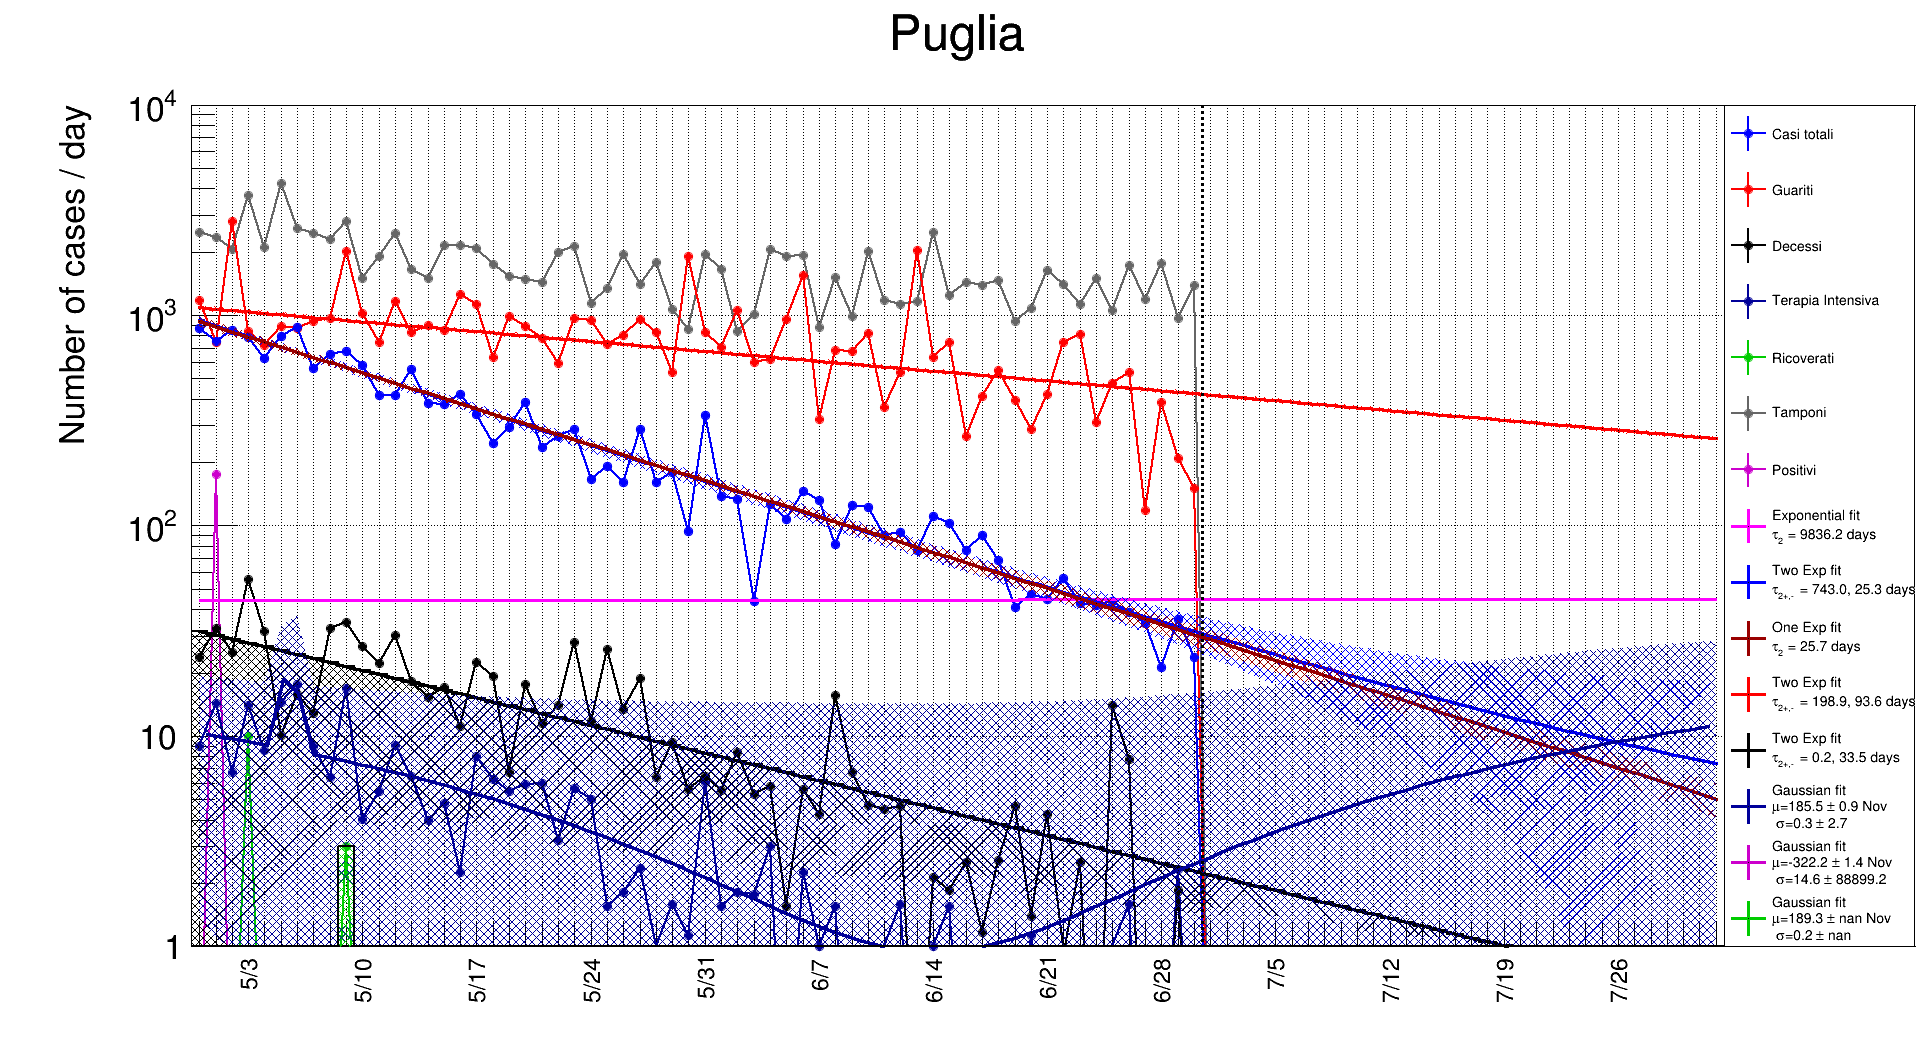 Puglia
Number of cases / day
10^4
10^3
10^2
10
1
5/3
5/10
5/17
5/24
5/31
6/7
6/14
6/21
6/28
7/5
7/12
7/19
7/26
Casi totali
Guariti
Decessi
Terapia Intensiva
Ricoverati
Tamponi
Positivi
Exponential fit
τ₂ = 9836.2 days
Two Exp fit
τ₂₊,₋ = 743.0, 25.3 days
One Exp fit
τ₂ = 25.7 days
Two Exp fit
τ₂₊,₋ = 198.9, 93.6 days
Two Exp fit
τ₂₊,₋ = 0.2, 33.5 days
Gaussian fit
μ=185.5 ± 0.9 Nov
σ=0.3 ± 2.7
Gaussian fit
μ=-322.2 ± 1.4 Nov
σ=14.6 ± 88899.2
Gaussian fit
μ=189.3 ± nan Nov
σ=0.2 ± nan